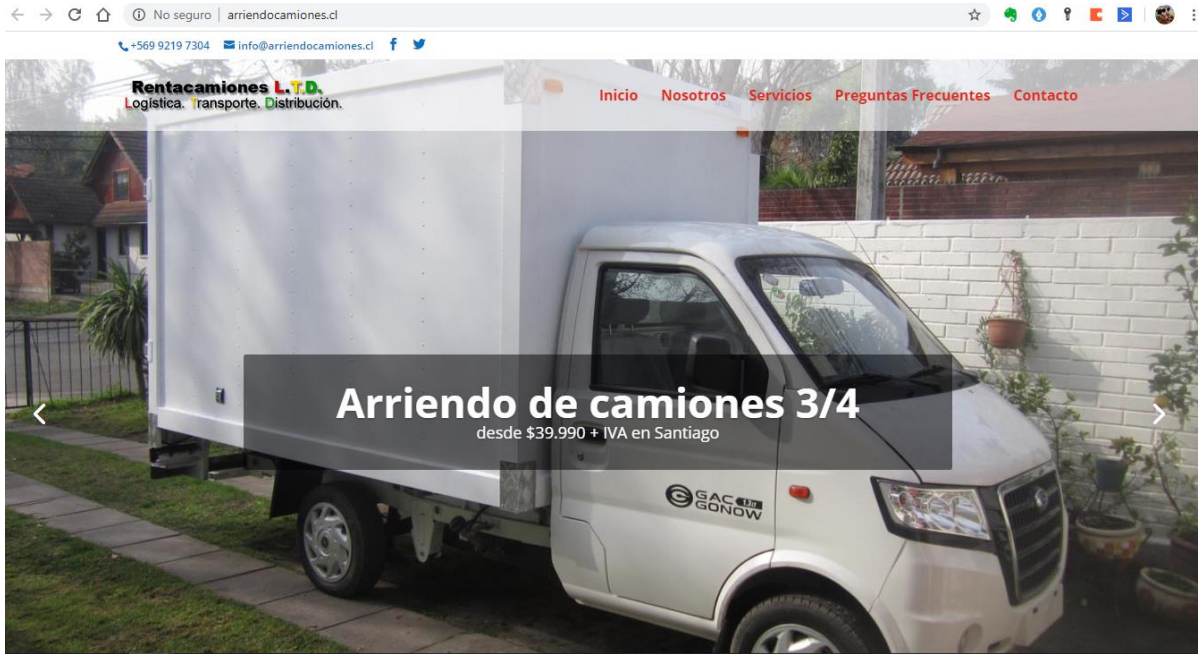 No seguro | arriendocamiones.cl
+569 9219 7304 info@arriendocamiones.cl
Rentacamiones L.T.D.
Logística. Transporte. Distribución.
Inicio Nosotros Servicios Preguntas Frecuentes Contacto
Arriendo de camiones 3/4
desde $39.990 + IVA en Santiago
GAC
GONOW